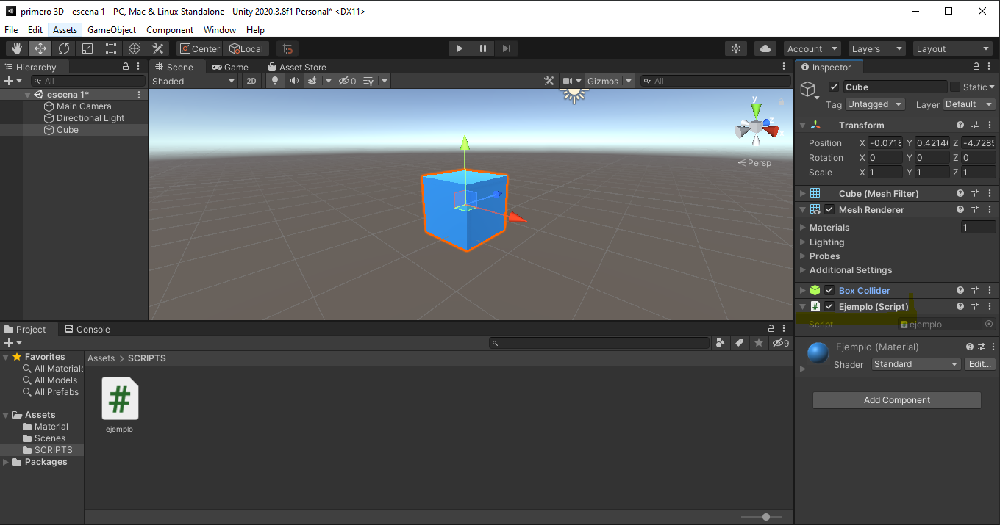 primero 3D - escena 1 - PC, Mac & Linux Standalone - Unity 2020.3.8f1 Personal* <DX11>
File Edit Assets GameObject Component Window Help
Center Local Account Layers Layout
Hierarchy
All
escena 1*
Main Camera
Directional Light
Cube
Scene Game Asset Store
Shaded 2D 0 Gizmos All
y
z
Persp
Inspector
Cube Static
Tag Untagged Layer Default
Transform
Position X -0.0718 Y 0.4214 Z -4.7285
Rotation X 0 Y 0 Z 0
Scale X 1 Y 1 Z 1
Cube (Mesh Filter)
Mesh Renderer
Materials 1
Lighting
Probes
Additional Settings
Box Collider
# Ejemplo (Script)
Script ejemplo
Ejemplo (Material)
Shader Standard Edit...
Add Component
Project Console
9
Favorites
All Materials
All Models
All Prefabs
Assets
Material
Scenes
SCRIPTS
Packages
Assets > SCRIPTS
#
ejemplo